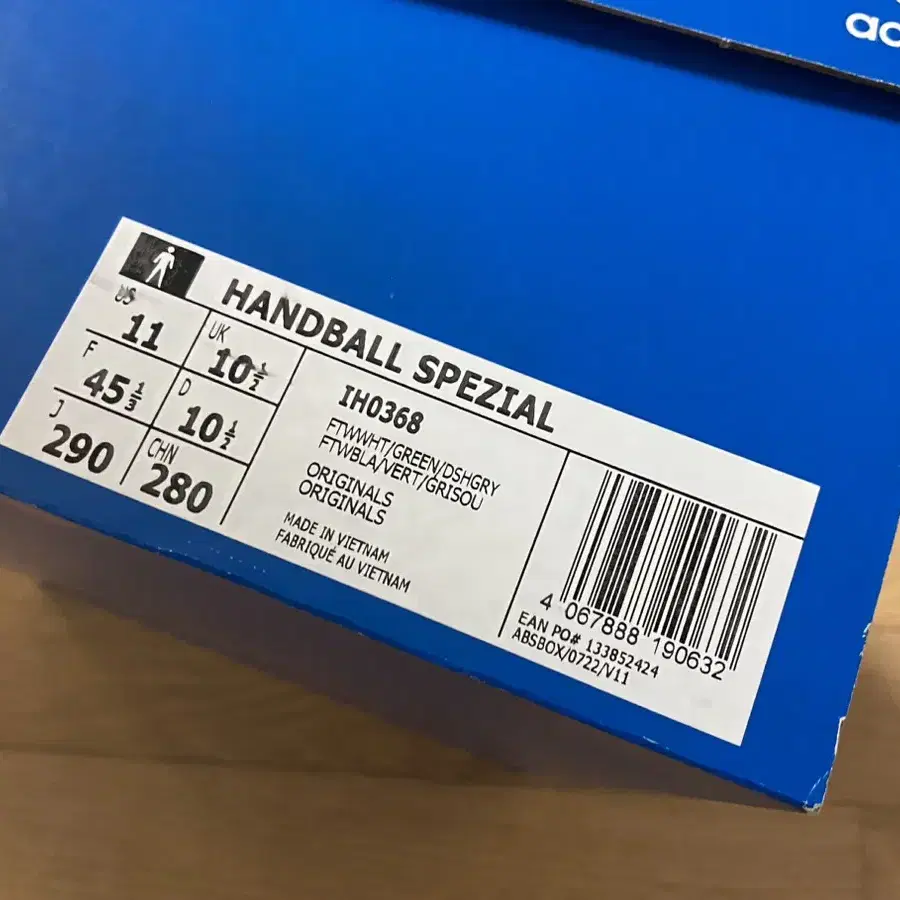 HANDBALL SPEZIAL
US
11
UK
10½
F
45⅓
D
10½
J
290
CHN
280
IH0368
FTWWHT/GREEN/DSHGRY
FTWBLA/VERT/GRISOU
ORIGINALS
ORIGINALS
MADE IN VIETNAM
FABRIQUÉ AU VIETNAM
4 067888 190632
EAN PO# 133852424
ABSBOX/0722/V11